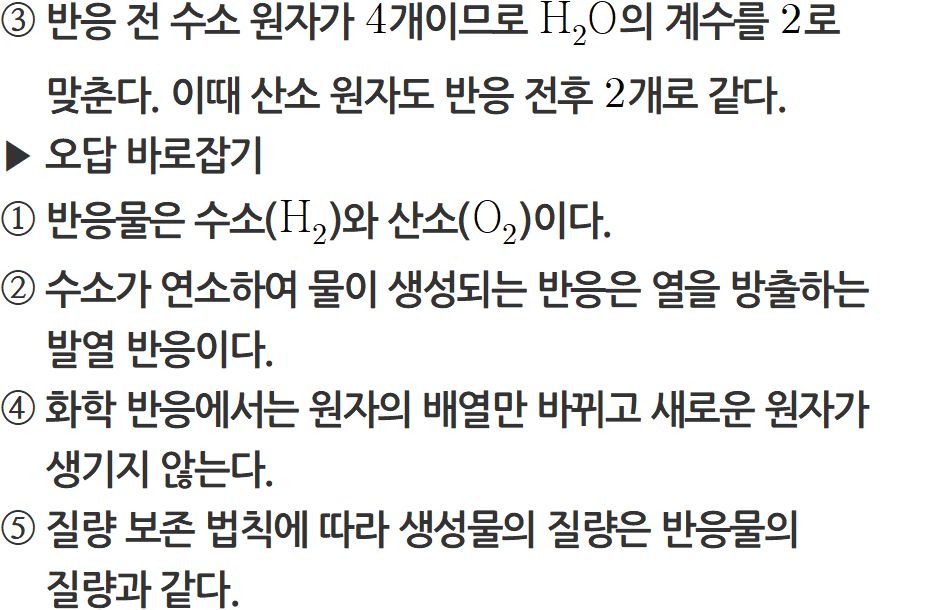 ③ 반응 전 수소 원자가 4개이므로 H₂O의 계수를 2로
맞춘다. 이때 산소 원자도 반응 전후 2개로 같다.
▶ 오답 바로잡기
① 반응물은 수소(H₂)와 산소(O₂)이다.
② 수소가 연소하여 물이 생성되는 반응은 열을 방출하는
발열 반응이다.
④ 화학 반응에서는 원자의 배열만 바뀌고 새로운 원자가
생기지 않는다.
⑤ 질량 보존 법칙에 따라 생성물의 질량은 반응물의
질량과 같다.